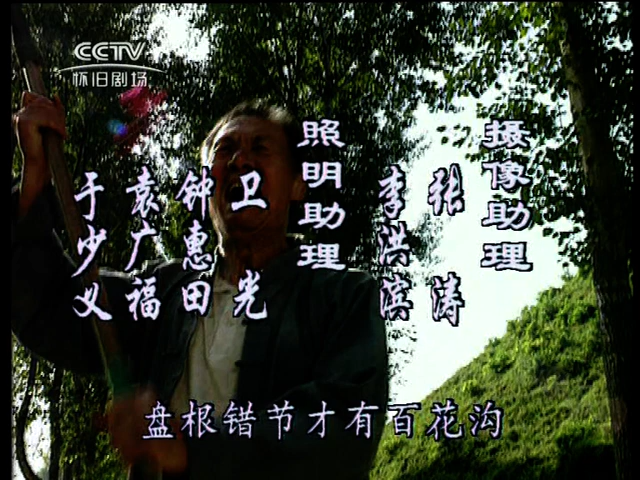 CCTV
怀旧剧场
摄像助理
张涛
李洪滨
照明助理
卫光
钟惠田
袁广福
于少义
盘根错节才有百花沟